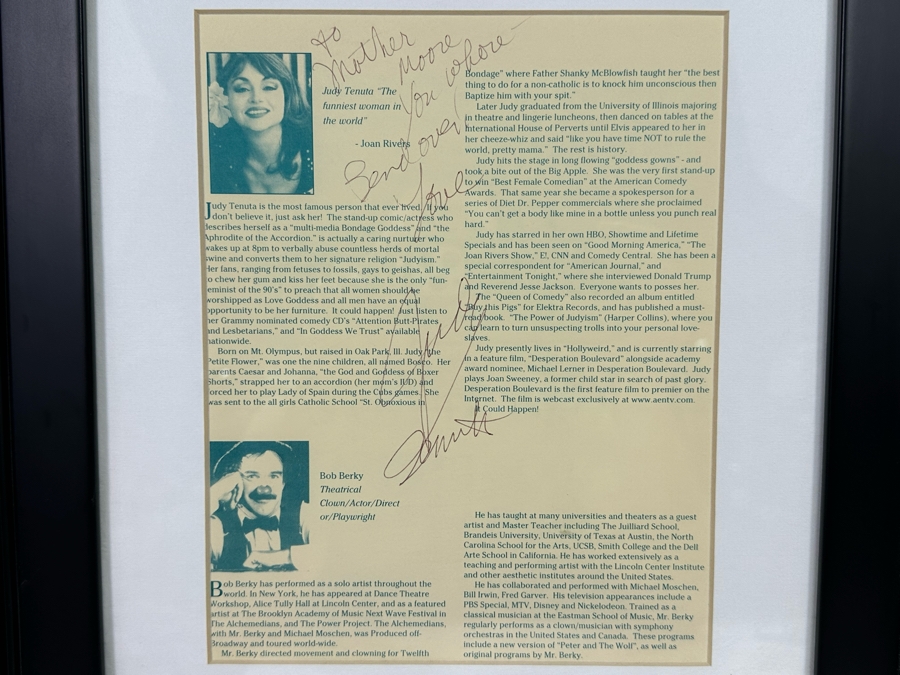 To
Mother
Moore
You Whore-
Bend over!
Love
Judy
Tenuta
Judy Tenuta "The
funniest woman in
the world"
- Joan Rivers
Judy Tenuta is the most famous person that ever lived. If you
don't believe it, just ask her! The stand-up comic/actress who
describes herself as a "multi-media Bondage Goddess" and "the
Aphrodite of the Accordion." is actually a caring nurturer who
wakes up at 8pm to verbally abuse countless herds of mortal
swine and converts them to her signature religion "Judyism."
Her fans, ranging from fetuses to fossils, gays to geishas, all beg
to chew her gum and kiss her feet because she is the only "fun-
feminist of the 90's" to preach that all women should be
worshipped as Love Goddess and all men have an equal
opportunity to be her furniture. It could happen! Just listen to
her Grammy nominated comedy CD's "Attention Butt-Pirates
and Lesbetarians," and "In Goddess We Trust" available
nationwide.
Born on Mt. Olympus, but raised in Oak Park, Ill. Judy "the
Petite Flower," was one the nine children, all named Bosco. Her
parents Caesar and Johanna, "the God and Goddess of Boxer
Shorts," strapped her to an accordion (her mom's IUD) and
forced her to play Lady of Spain during the Cubs games. She
was sent to the all girls Catholic School "St. Obnoxious in
Bondage" where Father Shanky McBlowfish taught her "the best
thing to do for a non-catholic is to knock him unconscious then
Baptize him with your spit."
Later Judy graduated from the University of Illinois majoring
in theatre and lingerie luncheons, then danced on tables at the
International House of Perverts until Elvis appeared to her in
her cheeze-whiz and said "like you have time NOT to rule the
world, pretty mama." The rest is history.
Judy hits the stage in long flowing "goddess gowns" - and
took a bite out of the Big Apple. She was the very first stand-up
to win "Best Female Comedian" at the American Comedy
Awards. That same year she became a spokesperson for a
series of Diet Dr. Pepper commercials where she proclaimed
"You can't get a body like mine in a bottle unless you punch real
hard."
Judy has starred in her own HBO, Showtime and Lifetime
Specials and has been seen on "Good Morning America," "The
Joan Rivers Show," E!, CNN and Comedy Central. She has been a
special correspondent for "American Journal," and
"Entertainment Tonight," where she interviewed Donald Trump
and Reverend Jesse Jackson. Everyone wants to posses her.
The "Queen of Comedy" also recorded an album entitled
"Buy this Pigs" for Elektra Records, and has published a must-
read book. "The Power of Judyism" (Harper Collins), where you
can learn to turn unsuspecting trolls into your personal love-
slaves.
Judy presently lives in "Hollyweird," and is currently starring
in a feature film, "Desperation Boulevard" alongside academy
award nominee, Michael Lerner in Desperation Boulevard. Judy
plays Joan Sweeney, a former child star in search of past glory.
Desperation Boulevard is the first feature film to premier on the
Internet. The film is webcast exclusively at www.aentv.com.
It Could Happen!
Bob Berky
Theatrical
Clown/Actor/Direct
or/Playwright
Bob Berky has performed as a solo artist throughout the
world. In New York, he has appeared at Dance Theatre
Workshop, Alice Tully Hall at Lincoln Center, and as a featured
artist at The Brooklyn Academy of Music Next Wave Festival in
The Alchemedians, and The Power Project. The Alchemedians,
with Mr. Berky and Michael Moschen, was Produced off-
Broadway and toured world-wide.
Mr. Berky directed movement and clowning for Twelfth
He has taught at many universities and theaters as a guest
artist and Master Teacher including The Juilliard School,
Brandeis University, University of Texas at Austin, the North
Carolina School for the Arts, UCSB, Smith College and the Dell
Arte School in California. He has worked extensively as a
teaching and performing artist with the Lincoln Center Institute
and other aesthetic institutes around the United States.
He has collaborated and performed with Michael Moschen,
Bill Irwin, Fred Garver. His television appearances include a
PBS Special, MTV, Disney and Nickelodeon. Trained as a
classical musician at the Eastman School of Music, Mr. Berky
regularly performs as a clown/musician with symphony
orchestras in the United States and Canada. These programs
include a new version of "Peter and The Wolf", as well as
original programs by Mr. Berky.